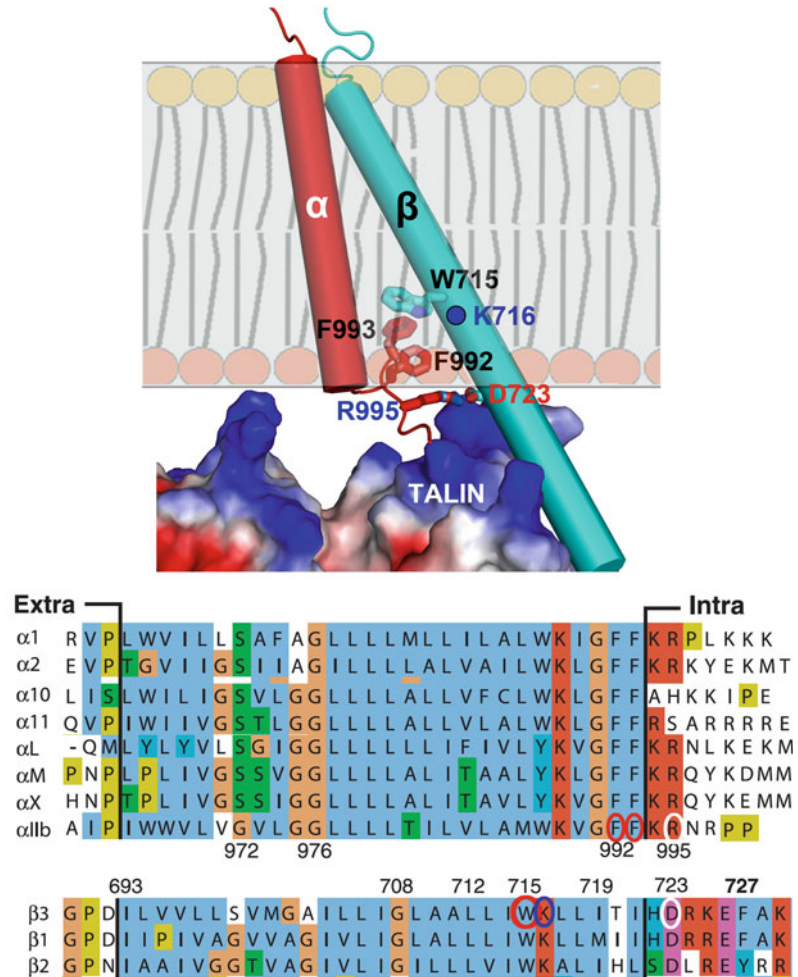 α
β
W715
K716
F993
F992
R995
D723
TALIN
Extra Intra
α1 R V P L W V I L L S A F A G L L L L M L L I L A L W K I G F F K R P L K K K
α2 E V P T G V I I G S I I A G I L L L L A L V A I L W K L G F F K R K Y E K M T
α10 L I S L W I L I G S V L G G L L L L A L L V F C L W K L G F F A H K K I P E
α11 Q V P I W I I V G S T L G G L L L L A L L V L A L W K L G F F R S A R R R R E
αL - Q M L Y L Y V L S G I G G L L L L L L I F I V L Y K V G F F K R N L K E K M
αM P N P L P L I V G S S V G G L L L L A L I T A A L Y K V G F F K R Q Y K D M M
αX H N P T P L I V G S S I G G L L L L A L I T A V L Y K V G F F K R Q Y K E M M
αIIb A I P I W W V L V G V L G G L L L L T I L V L A M W K V G F F K R N R P P
972 976 992 995
693 708 712 715 719 723 727
β3 G P D I L V V L L S V M G A I L L I G L A A L L I W K L L I T I H D R K E F A K
β1 G P D I I P I V A G V V A G I V L I G L A L L L I W K L L M I I H D R R E F A K
β2 G P N I A A I V G G T V A G I V L I G I L L L A I W K A L I H L S D L R E Y R R